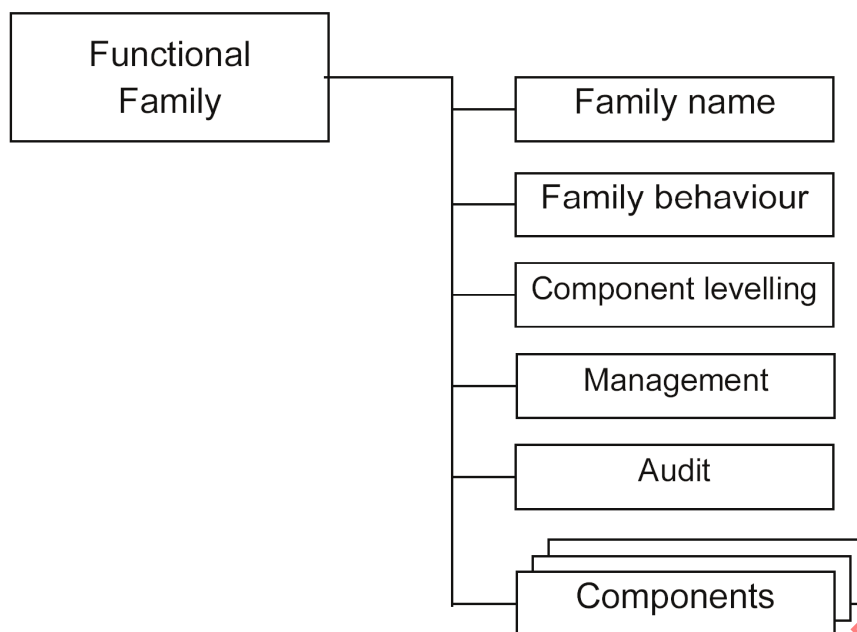 Functional
Family
Family name
Family behaviour
Component levelling
Management
Audit
Components